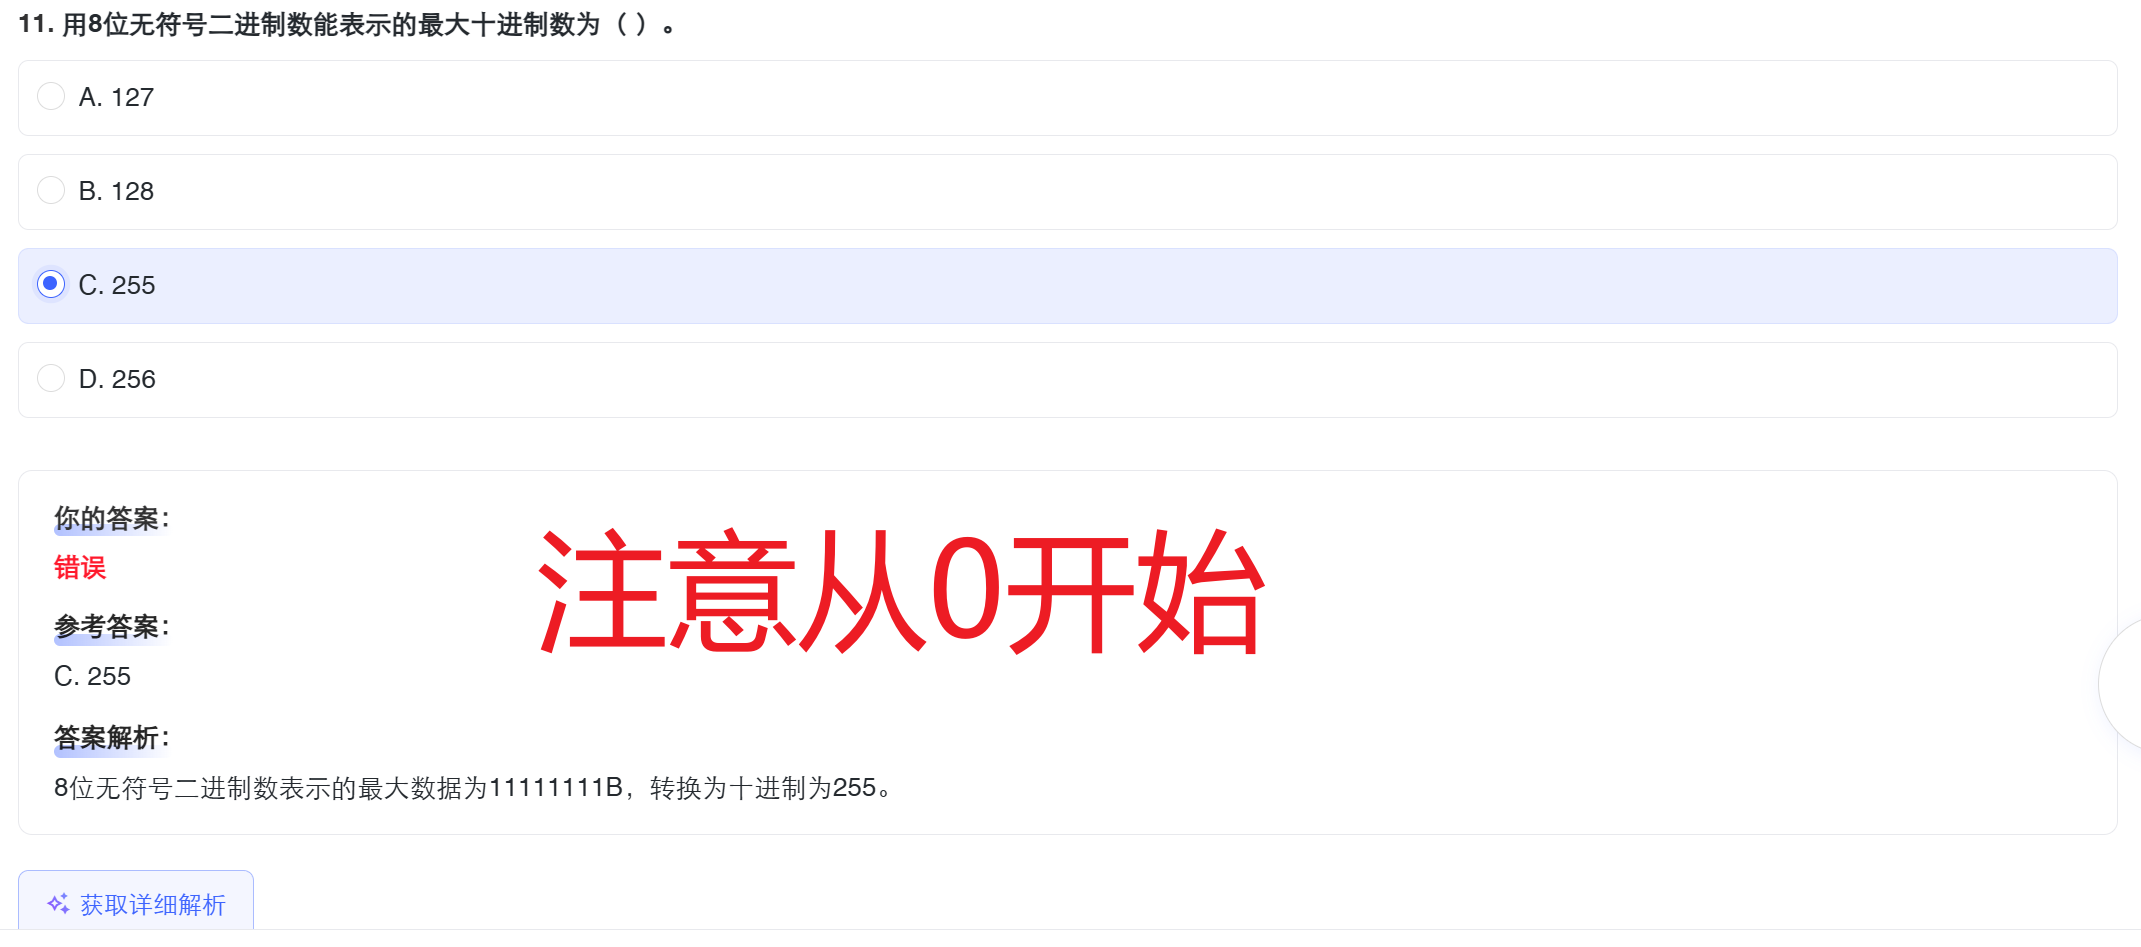 11. 用8位无符号二进制数能表示的最大十进制数为（ ）。
A. 127
B. 128
C. 255
D. 256
你的答案：
错误
注意从0开始
参考答案：
C. 255
答案解析：
8位无符号二进制数表示的最大数据为11111111B，转换为十进制为255。
获取详细解析